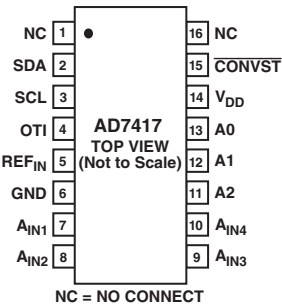 NC 1 16 NC
SDA 2 15 CONVST
SCL 3 14 VDD
OTI 4 AD7417 13 A0
TOP VIEW
REFIN 5 (Not to Scale) 12 A1
GND 6 11 A2
AIN1 7 10 AIN4
AIN2 8 9 AIN3
NC = NO CONNECT